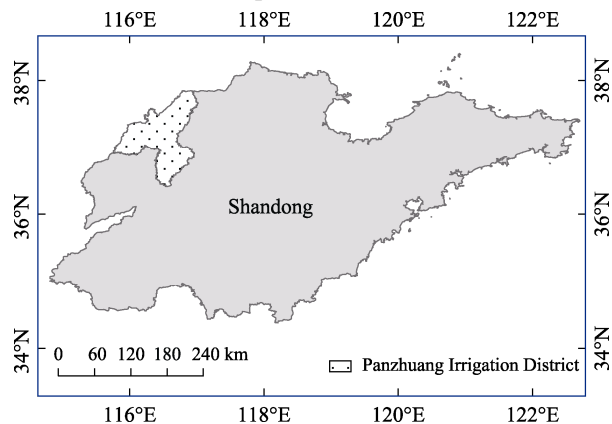 116°E 118°E 120°E 122°E
38°N 38°N
Shandong
36°N 36°N
34°N 34°N
0 60 120 180 240 km
Panzhuang Irrigation District
116°E 118°E 120°E 122°E